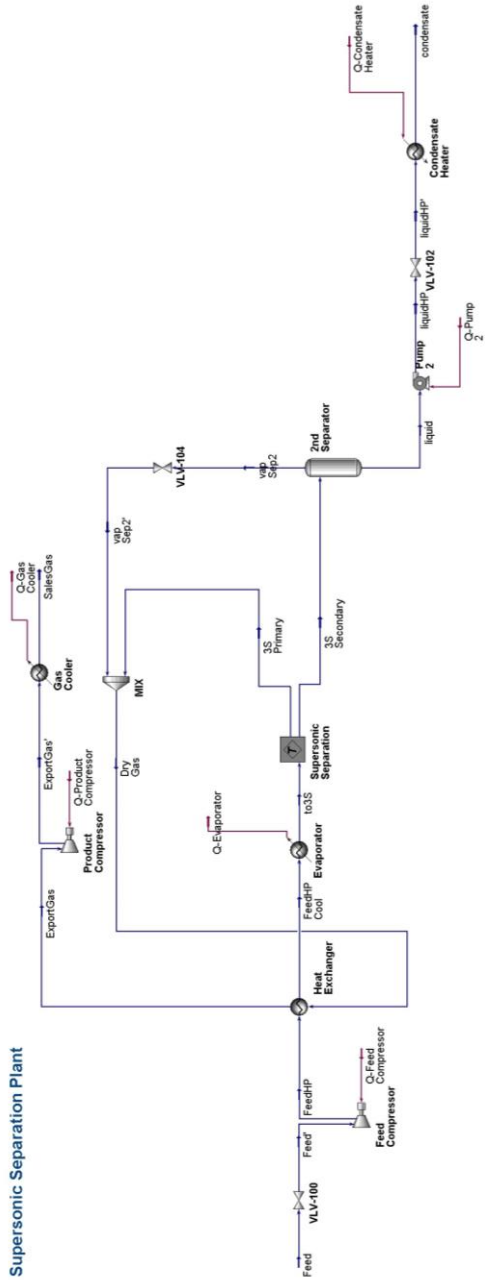 Supersonic Separation Plant
Feed
VLV-100
Feed'
Feed
Compressor
Q-Feed
Compressor
FeedHP
Heat
Exchanger
ExportGas
Product
Compressor
Q-Product
Compressor
ExportGas'
Gas
Cooler
Q-Gas
Cooler
SalesGas
FeedHP
Cool
Evaporator
Q-Evaporator
to3S
T
Supersonic
Separation
3S
Primary
3S
Secondary
Dry
Gas
MIX
vap
Sep2'
VLV-104
vap
Sep2
2nd
Separator
liquid
Pump
2
Q-Pump
2
liquidHP
VLV-102
liquidHP'
Condensate
Heater
Q-Condensate
Heater
condensate